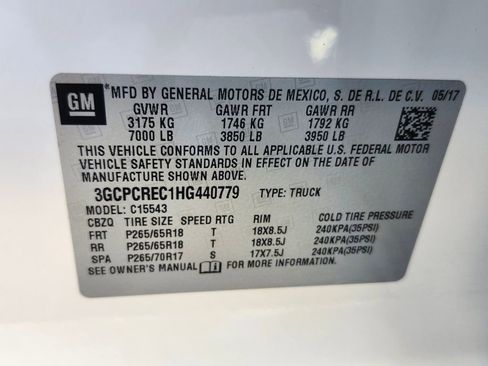 GM
MFD BY GENERAL MOTORS DE MEXICO, S. DE R.L. DE C.V. 05/17
GVWR GAWR FRT GAWR RR
3175 KG 1746 KG 1792 KG
7000 LB 3850 LB 3950 LB
THIS VEHICLE CONFORMS TO ALL APPLICABLE U.S. FEDERAL MOTOR
VEHICLE SAFETY STANDARDS IN EFFECT ON THE DATE OF
MANUFACTURE SHOWN ABOVE.
3GCPCREC1HG440779 TYPE: TRUCK
MODEL: C15543
CBZQ TIRE SIZE SPEED RTG RIM COLD TIRE PRESSURE
FRT P265/65R18 T 18X8.5J 240KPA(35PSI)
RR P265/65R18 T 18X8.5J 240KPA(35PSI)
SPA P265/70R17 S 17X7.5J 240KPA(35PSI)
SEE OWNER'S MANUAL FOR MORE INFORMATION.